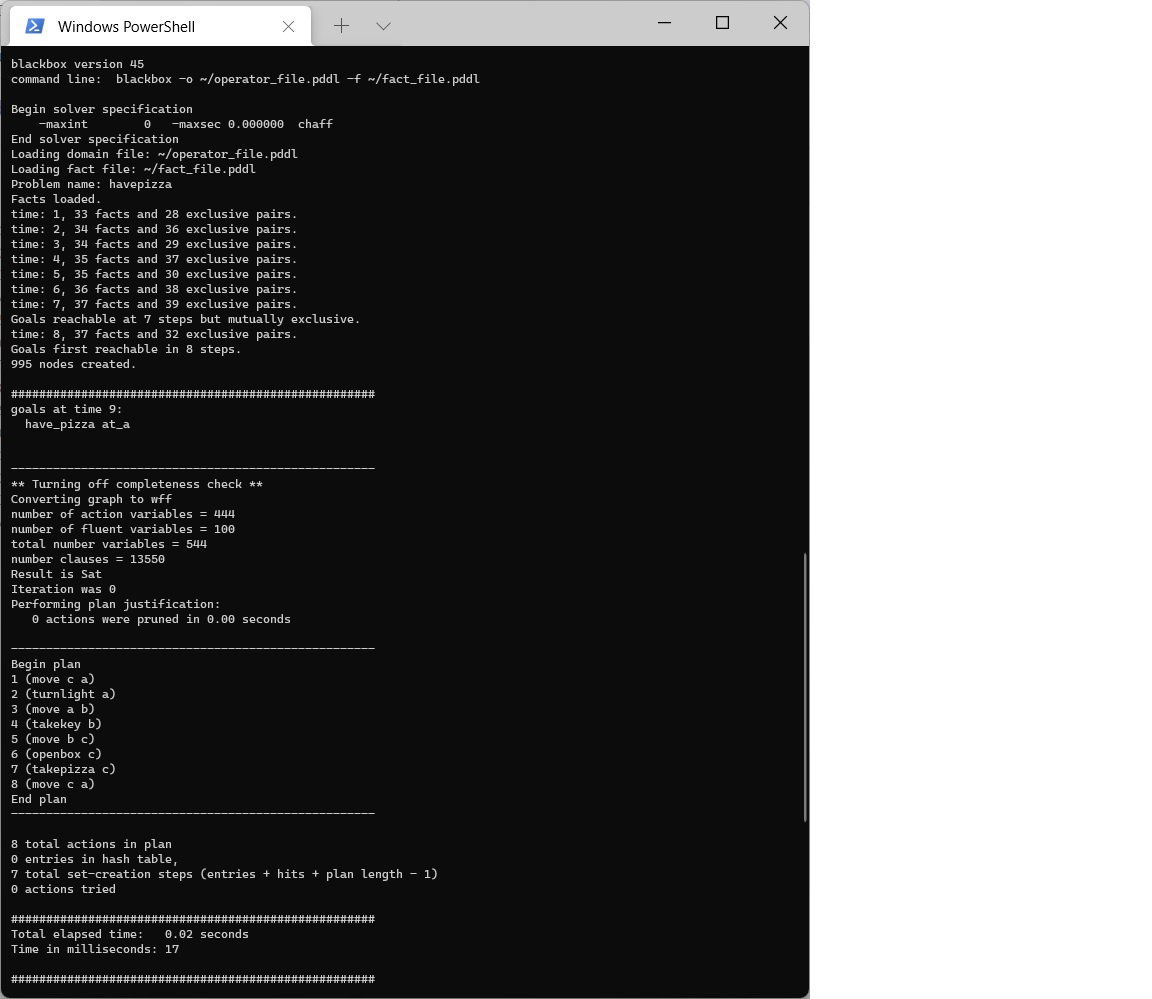 Windows PowerShell
blackbox version 45
command line:  blackbox -o ~/operator_file.pddl -f ~/fact_file.pddl
Begin solver specification
    -maxint        0   -maxsec 0.000000  chaff
End solver specification
Loading domain file: ~/operator_file.pddl
Loading fact file: ~/fact_file.pddl
Problem name: havepizza
Facts loaded.
time: 1, 33 facts and 28 exclusive pairs.
time: 2, 34 facts and 36 exclusive pairs.
time: 3, 34 facts and 29 exclusive pairs.
time: 4, 35 facts and 37 exclusive pairs.
time: 5, 35 facts and 30 exclusive pairs.
time: 6, 36 facts and 38 exclusive pairs.
time: 7, 37 facts and 39 exclusive pairs.
Goals reachable at 7 steps but mutually exclusive.
time: 8, 37 facts and 32 exclusive pairs.
Goals first reachable in 8 steps.
995 nodes created.
####################################################
goals at time 9:
  have_pizza at_a
----------------------------------------------------
** Turning off completeness check **
Converting graph to wff
number of action variables = 444
number of fluent variables = 100
total number variables = 544
number clauses = 13550
Result is Sat
Iteration was 0
Performing plan justification:
   0 actions were pruned in 0.00 seconds
----------------------------------------------------
Begin plan
1 (move c a)
2 (turnlight a)
3 (move a b)
4 (takekey b)
5 (move b c)
6 (openbox c)
7 (takepizza c)
8 (move c a)
End plan
----------------------------------------------------
8 total actions in plan
0 entries in hash table,
7 total set-creation steps (entries + hits + plan length - 1)
0 actions tried
####################################################
Total elapsed time:   0.02 seconds
Time in milliseconds: 17
####################################################